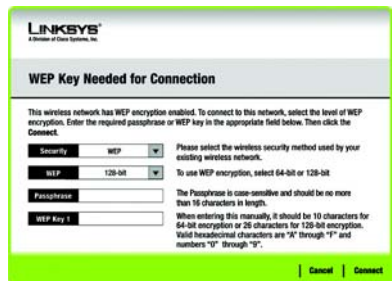 LINKSYS®
A Division of Cisco Systems, Inc.
WEP Key Needed for Connection
This wireless network has WEP encryption enabled. To connect to this network, select the level of WEP
encryption. Enter the required passphrase or WEP key in the appropriate field below. Then click the
Connect.
Security WEP Please select the wireless security method used by your
existing wireless network.
WEP 128-bit To use WEP encryption, select 64-bit or 128-bit
Passphrase The Passphrase is case-sensitive and should be no more
than 16 characters in length.
WEP Key 1 When entering this manually, it should be 10 characters for
64-bit encryption or 26 characters for 128-bit encryption.
Valid hexadecimal characters are "A" through "F" and
numbers "0" through "9".
Cancel Connect